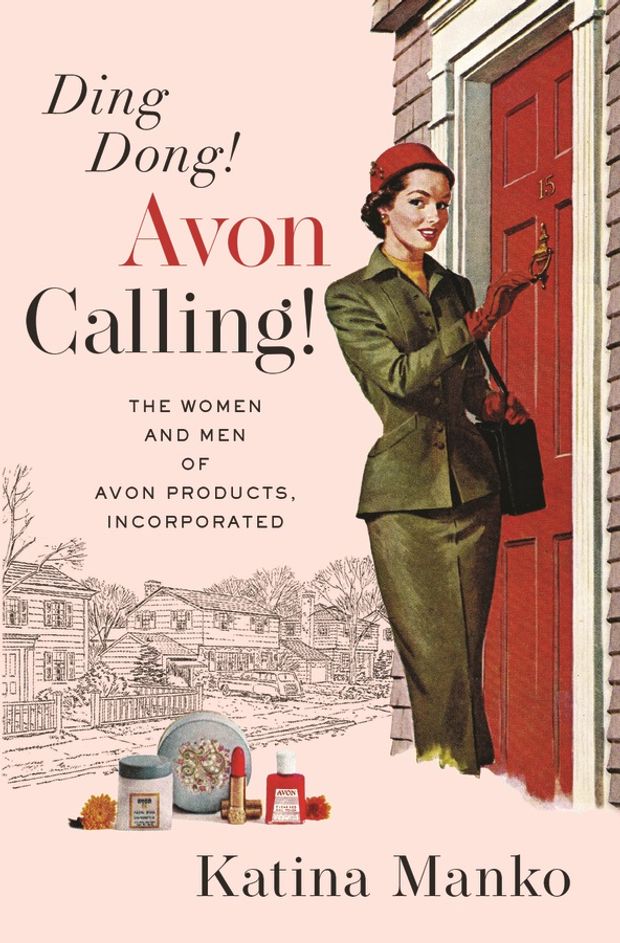 Ding
Dong!
Avon
Calling!
THE WOMEN
AND MEN
OF
AVON PRODUCTS,
INCORPORATED
15
AVON
Katina Manko